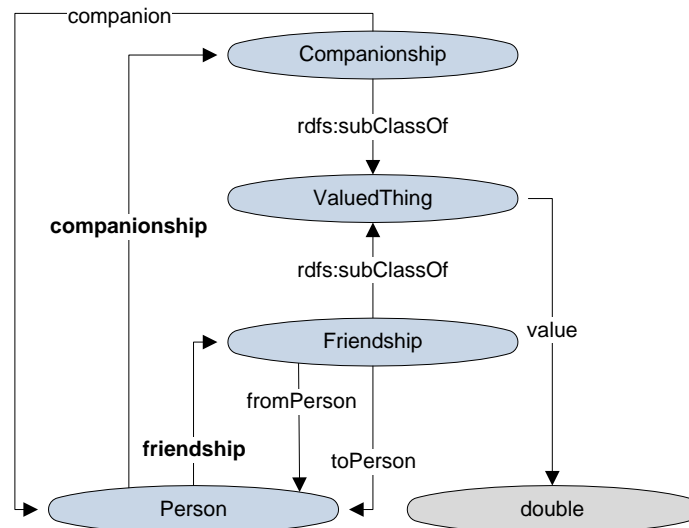 companion
Companionship
rdfs:subClassOf
ValuedThing
companionship
rdfs:subClassOf
Friendship
value
fromPerson
friendship
toPerson
Person
double